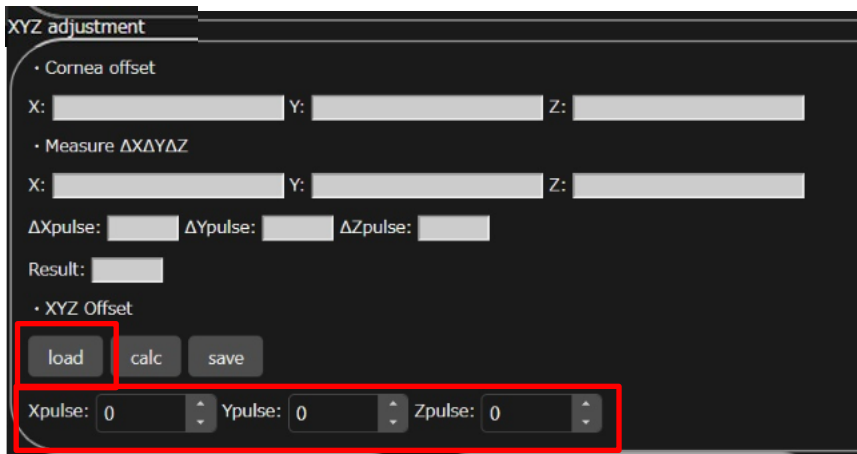 XYZ adjustment
・Cornea offset
X: Y: Z:
・Measure ΔXΔYΔZ
X: Y: Z:
ΔXpulse: ΔYpulse: ΔZpulse:
Result:
・XYZ Offset
load calc save
Xpulse: 0 Ypulse: 0 Zpulse: 0